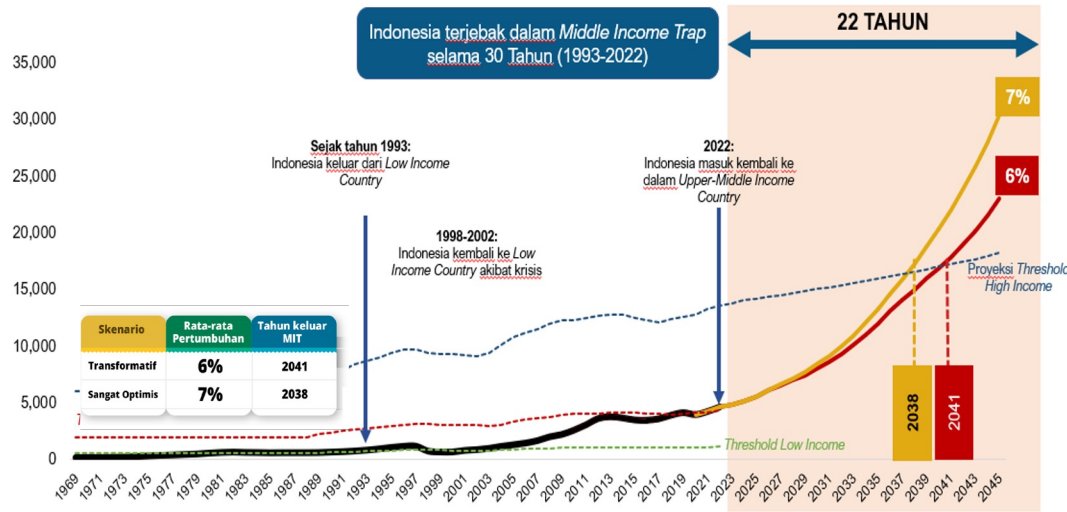 Indonesia terjebak dalam Middle Income Trap
selama 30 Tahun (1993-2022)
22 TAHUN
35,000
30,000
25,000
20,000
15,000
10,000
5,000
0
7%
6%
Sejak tahun 1993:
Indonesia keluar dari Low Income
Country
2022:
Indonesia masuk kembali ke
dalam Upper-Middle Income
Country
1998-2002:
Indonesia kembali ke Low
Income Country akibat krisis
Proyeksi Threshold
High Income
Skenario
Rata-rata
Pertumbuhan
Tahun keluar
MIT
Transformatif 6% 2041
Sangat Optimis 7% 2038
Threshold Low Income
2038
2041
1969
1971
1973
1975
1977
1979
1981
1983
1985
1987
1989
1991
1993
1995
1997
1999
2001
2003
2005
2007
2009
2011
2013
2015
2017
2019
2021
2023
2025
2027
2029
2031
2033
2035
2037
2039
2041
2043
2045